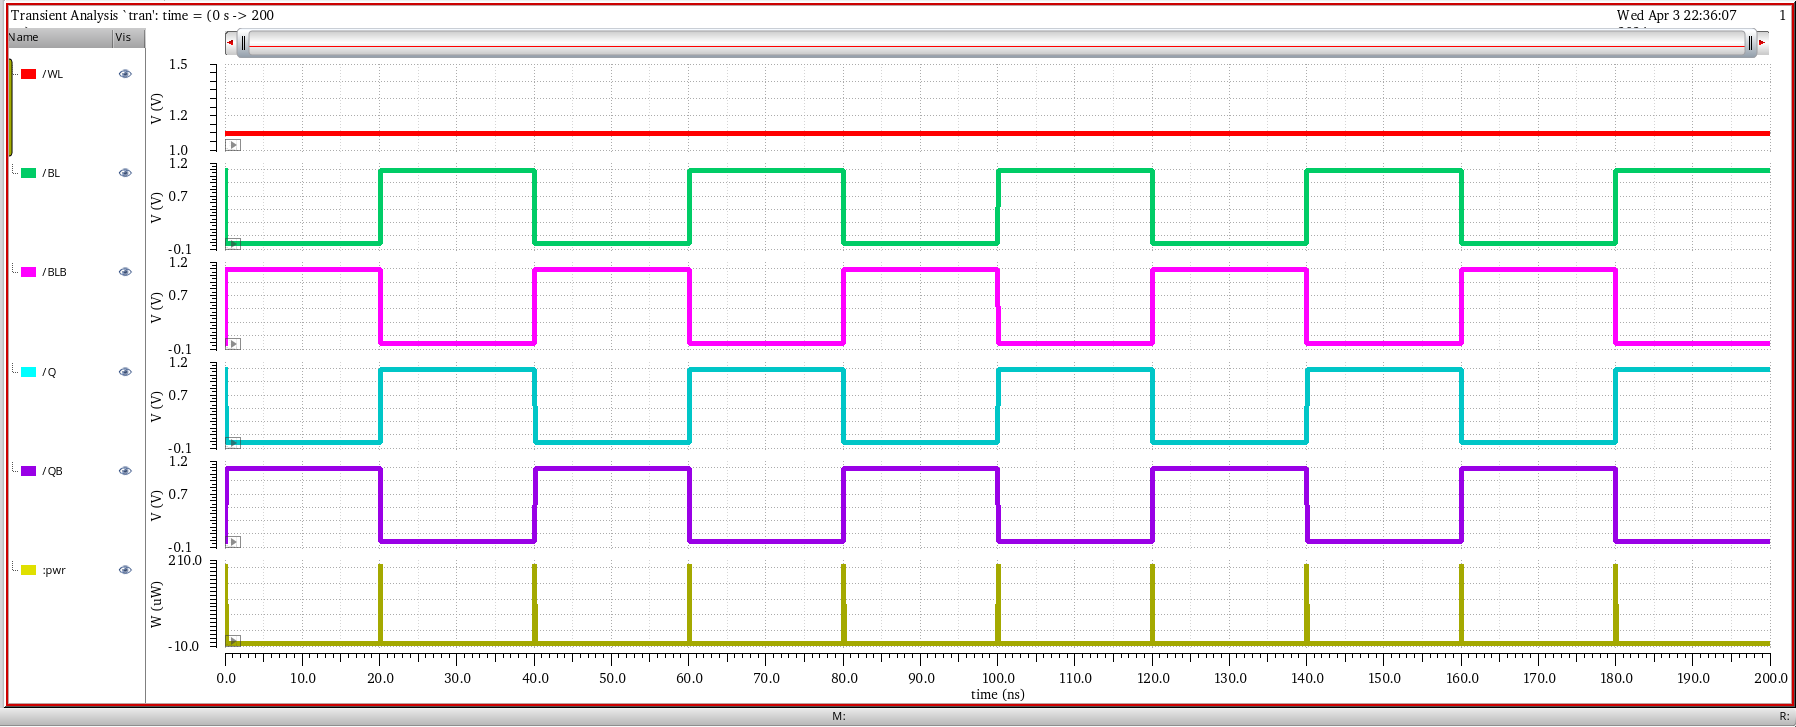 Transient Analysis `tran': time = (0 s -> 200
Wed Apr 3 22:36:07
1
Name
Vis
/WL
V (V)
1.5
1.2
1.0
/BL
V (V)
1.2
0.7
-0.1
/BLB
V (V)
1.2
0.7
-0.1
/Q
V (V)
1.2
0.7
-0.1
/QB
V (V)
1.2
0.7
-0.1
:pwr
W (uW)
210.0
-10.0
0.0 10.0 20.0 30.0 40.0 50.0 60.0 70.0 80.0 90.0 100.0 110.0 120.0 130.0 140.0 150.0 160.0 170.0 180.0 190.0 200.0
time (ns)
M:
R: